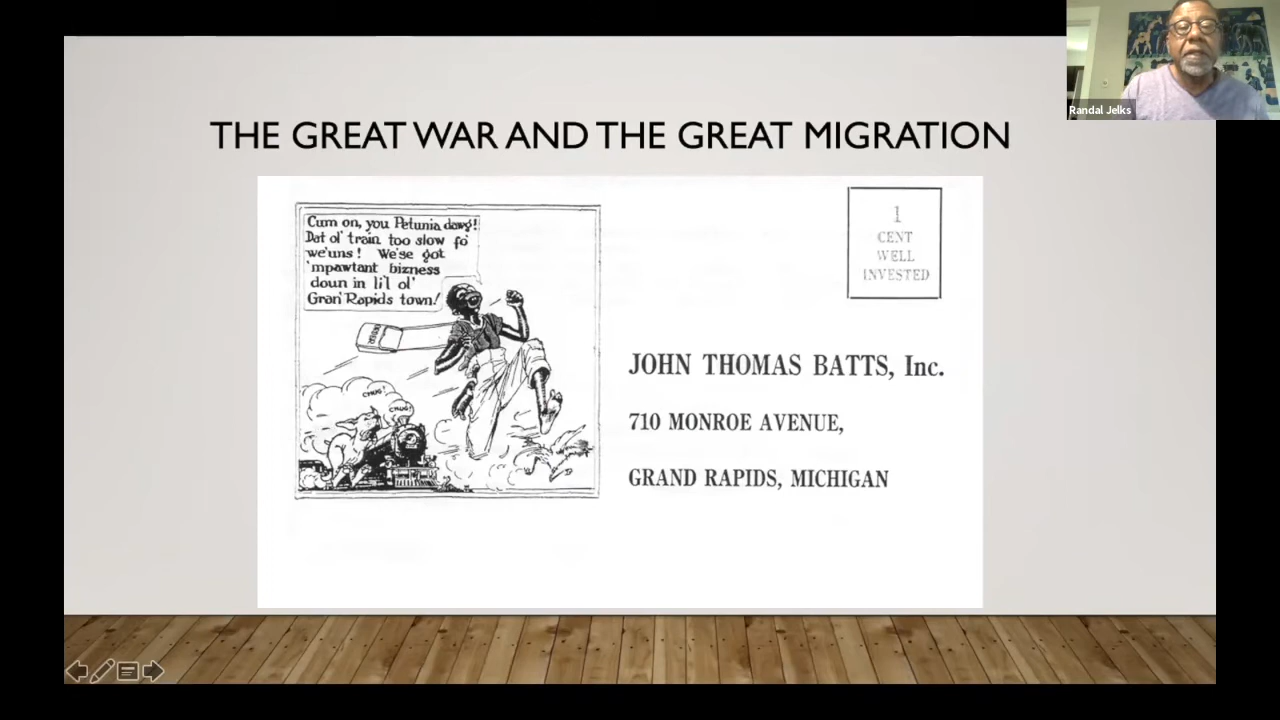 Randal Jelks
THE GREAT WAR AND THE GREAT MIGRATION
Cum on, you Petunia dawg!
Dat ol' train too slow fo'
we'uns! We'se got
'mpawtant bizness
doun in li'l ol'
Gran' Rapids town!
CHUG!
CHUG!
1
CENT
WELL
INVESTED
JOHN THOMAS BATTS, Inc.
710 MONROE AVENUE,
GRAND RAPIDS, MICHIGAN